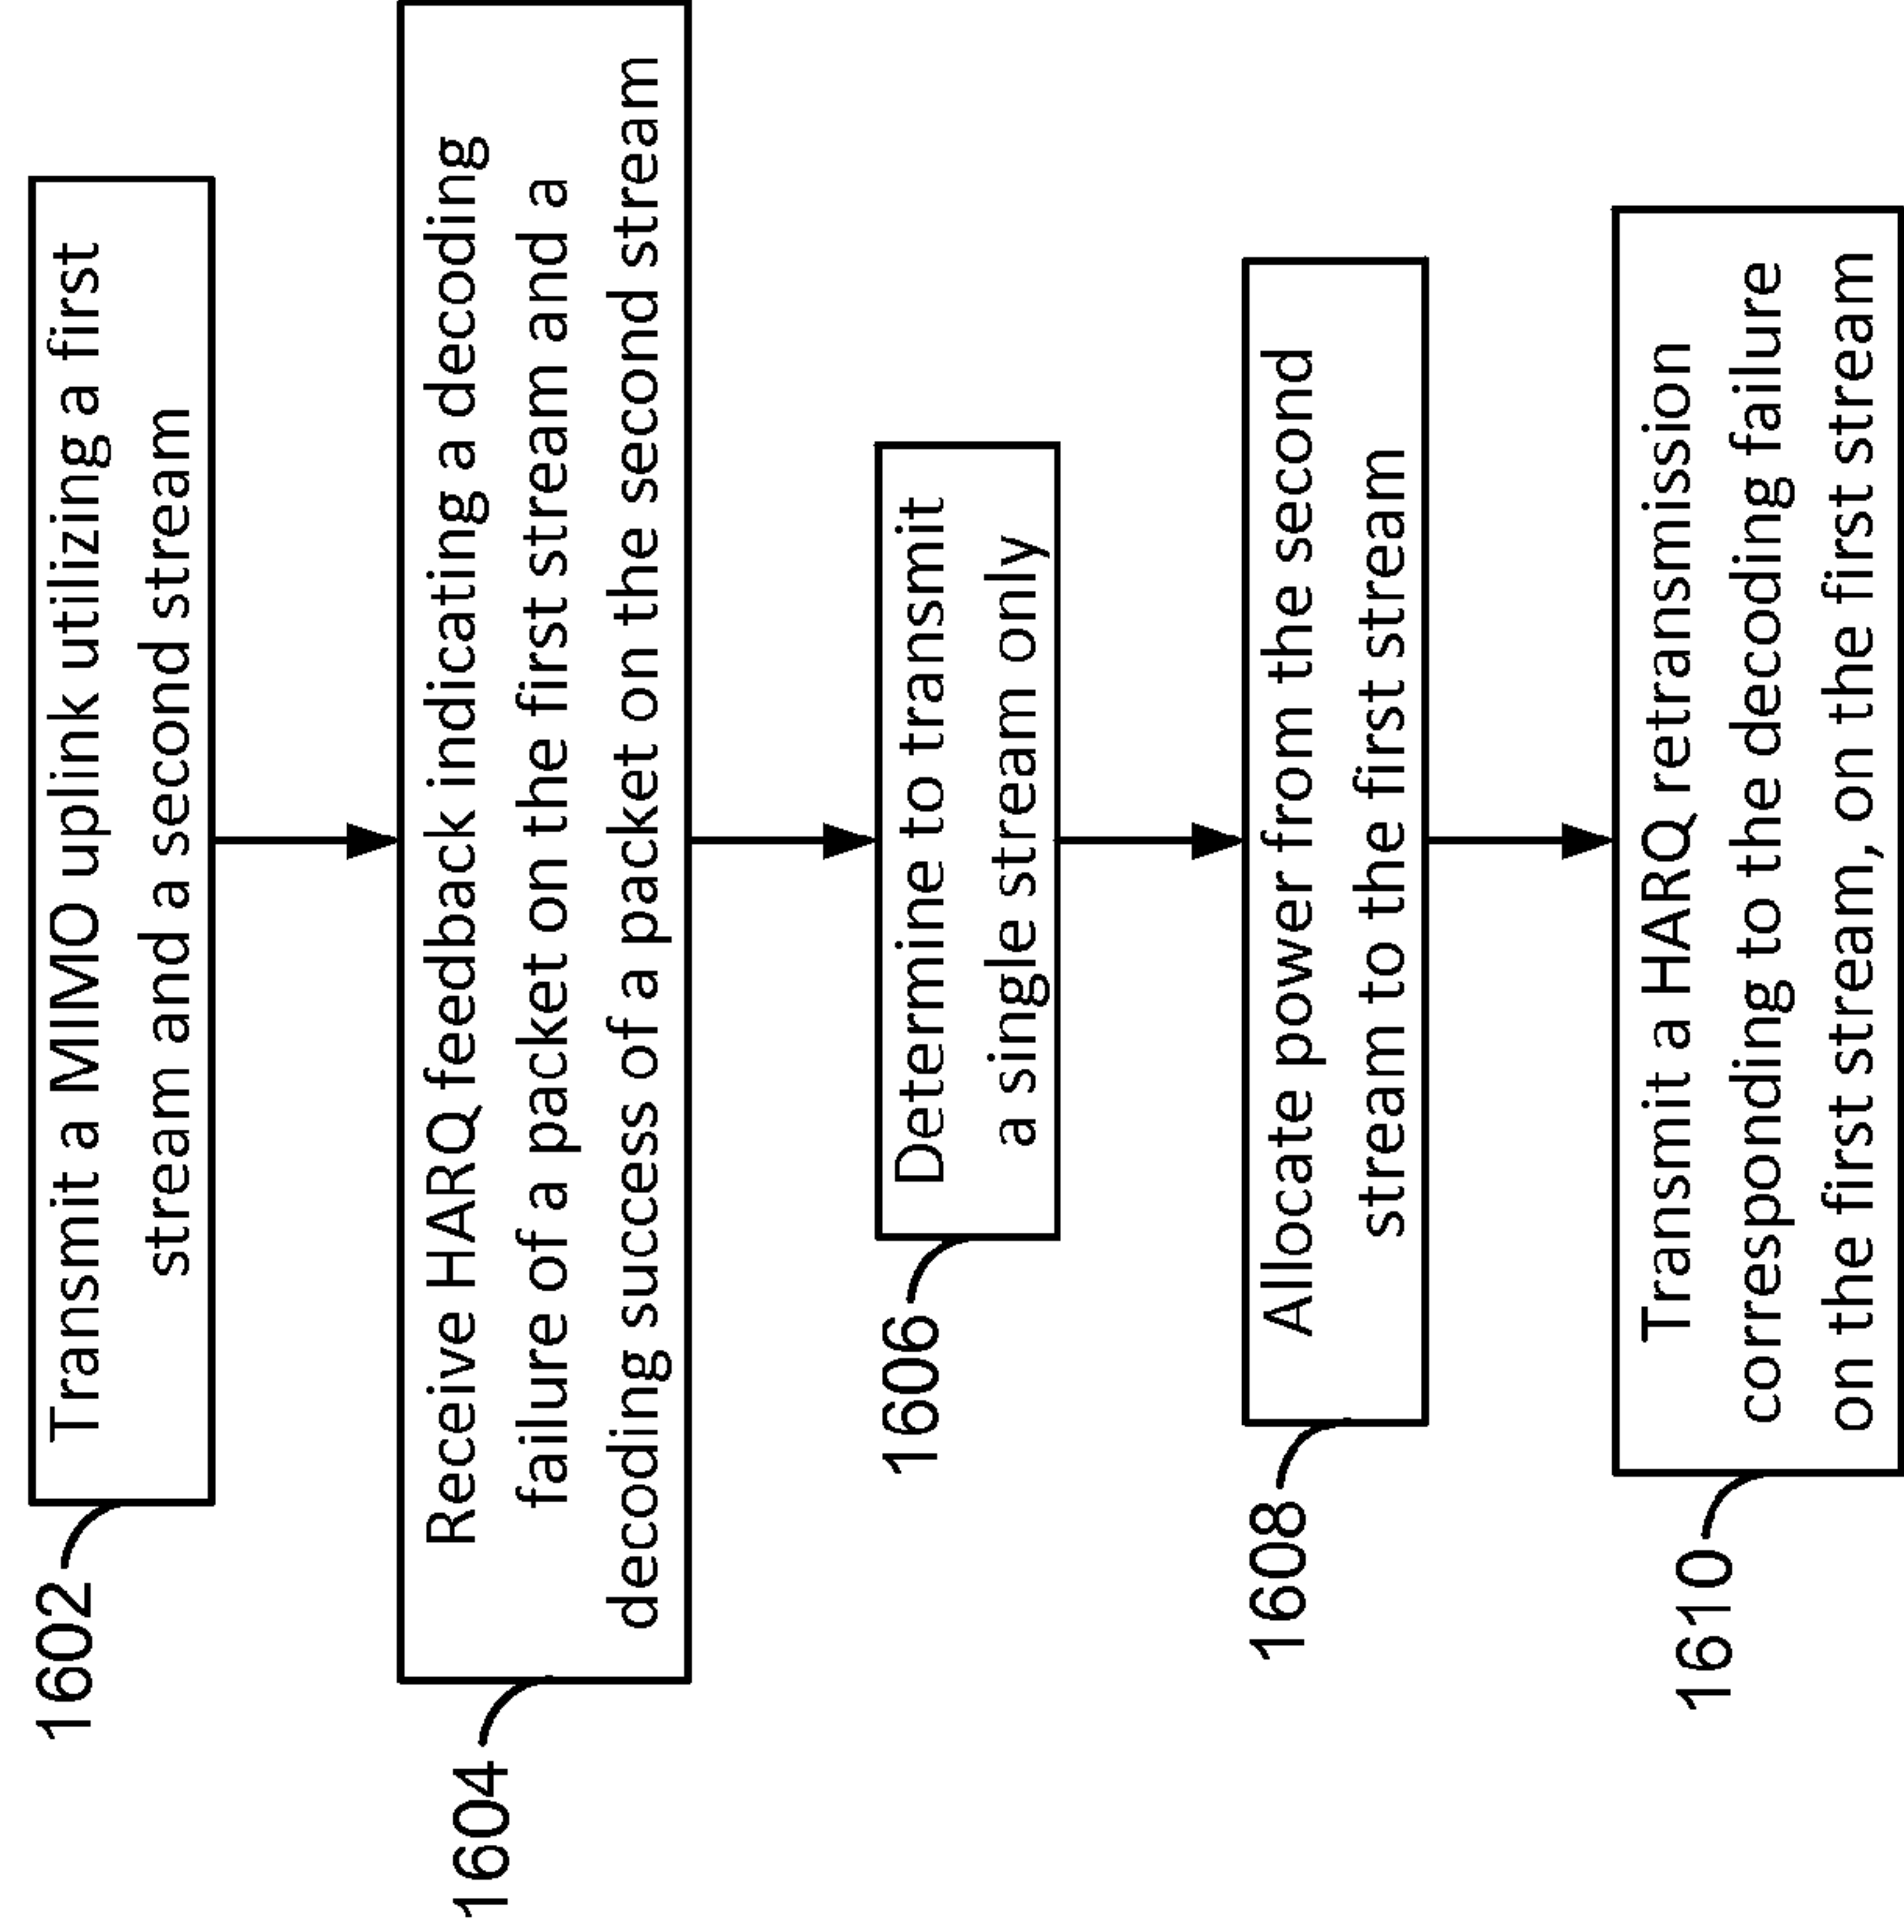 1602
Transmit a MIMO uplink utilizing a first
stream and a second stream
1604
Receive HARQ feedback indicating a decoding
failure of a packet on the first stream and a
decoding success of a packet on the second stream
1606
Determine to transmit
a single stream only
1608
Allocate power from the second
stream to the first stream
1610
Transmit a HARQ retransmission
corresponding to the decoding failure
on the first stream, on the first stream